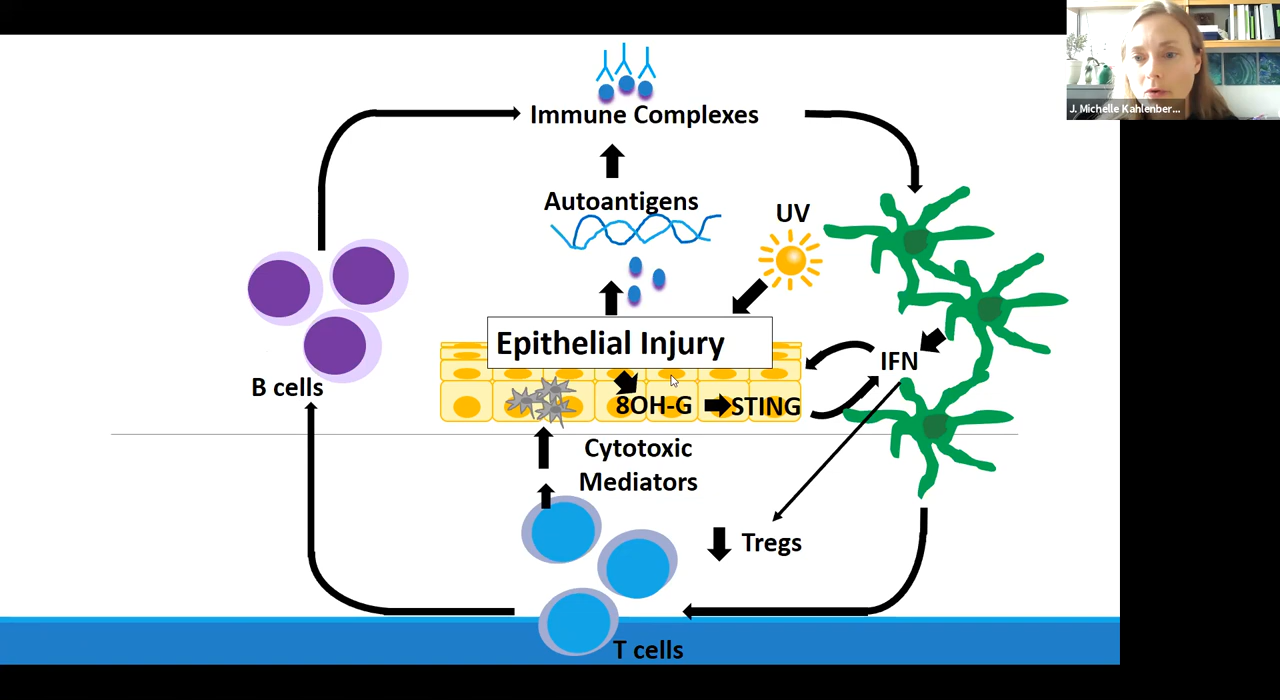 J. Michelle Kahlenber...
Immune Complexes
Autoantigens
UV
Epithelial Injury
IFN
B cells
8OH-G
STING
Cytotoxic
Mediators
Tregs
T cells